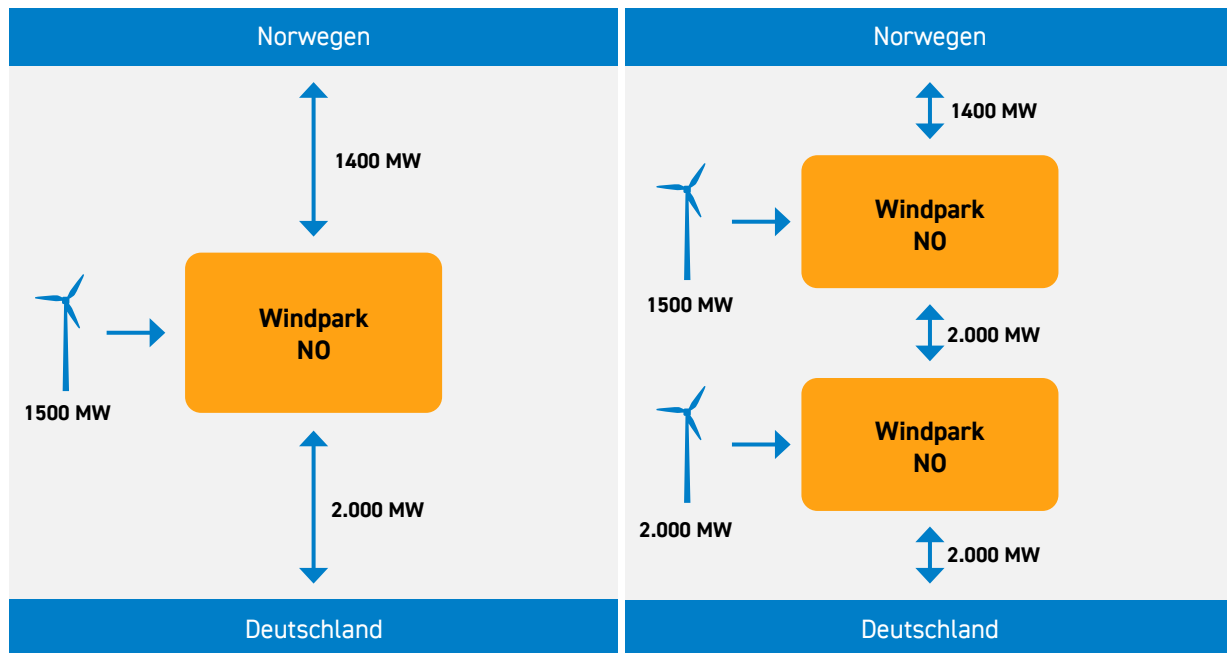 Norwegen
1400 MW
Windpark
NO
1500 MW
2.000 MW
Deutschland
Norwegen
1400 MW
Windpark
NO
1500 MW
2.000 MW
Windpark
NO
2.000 MW
2.000 MW
Deutschland